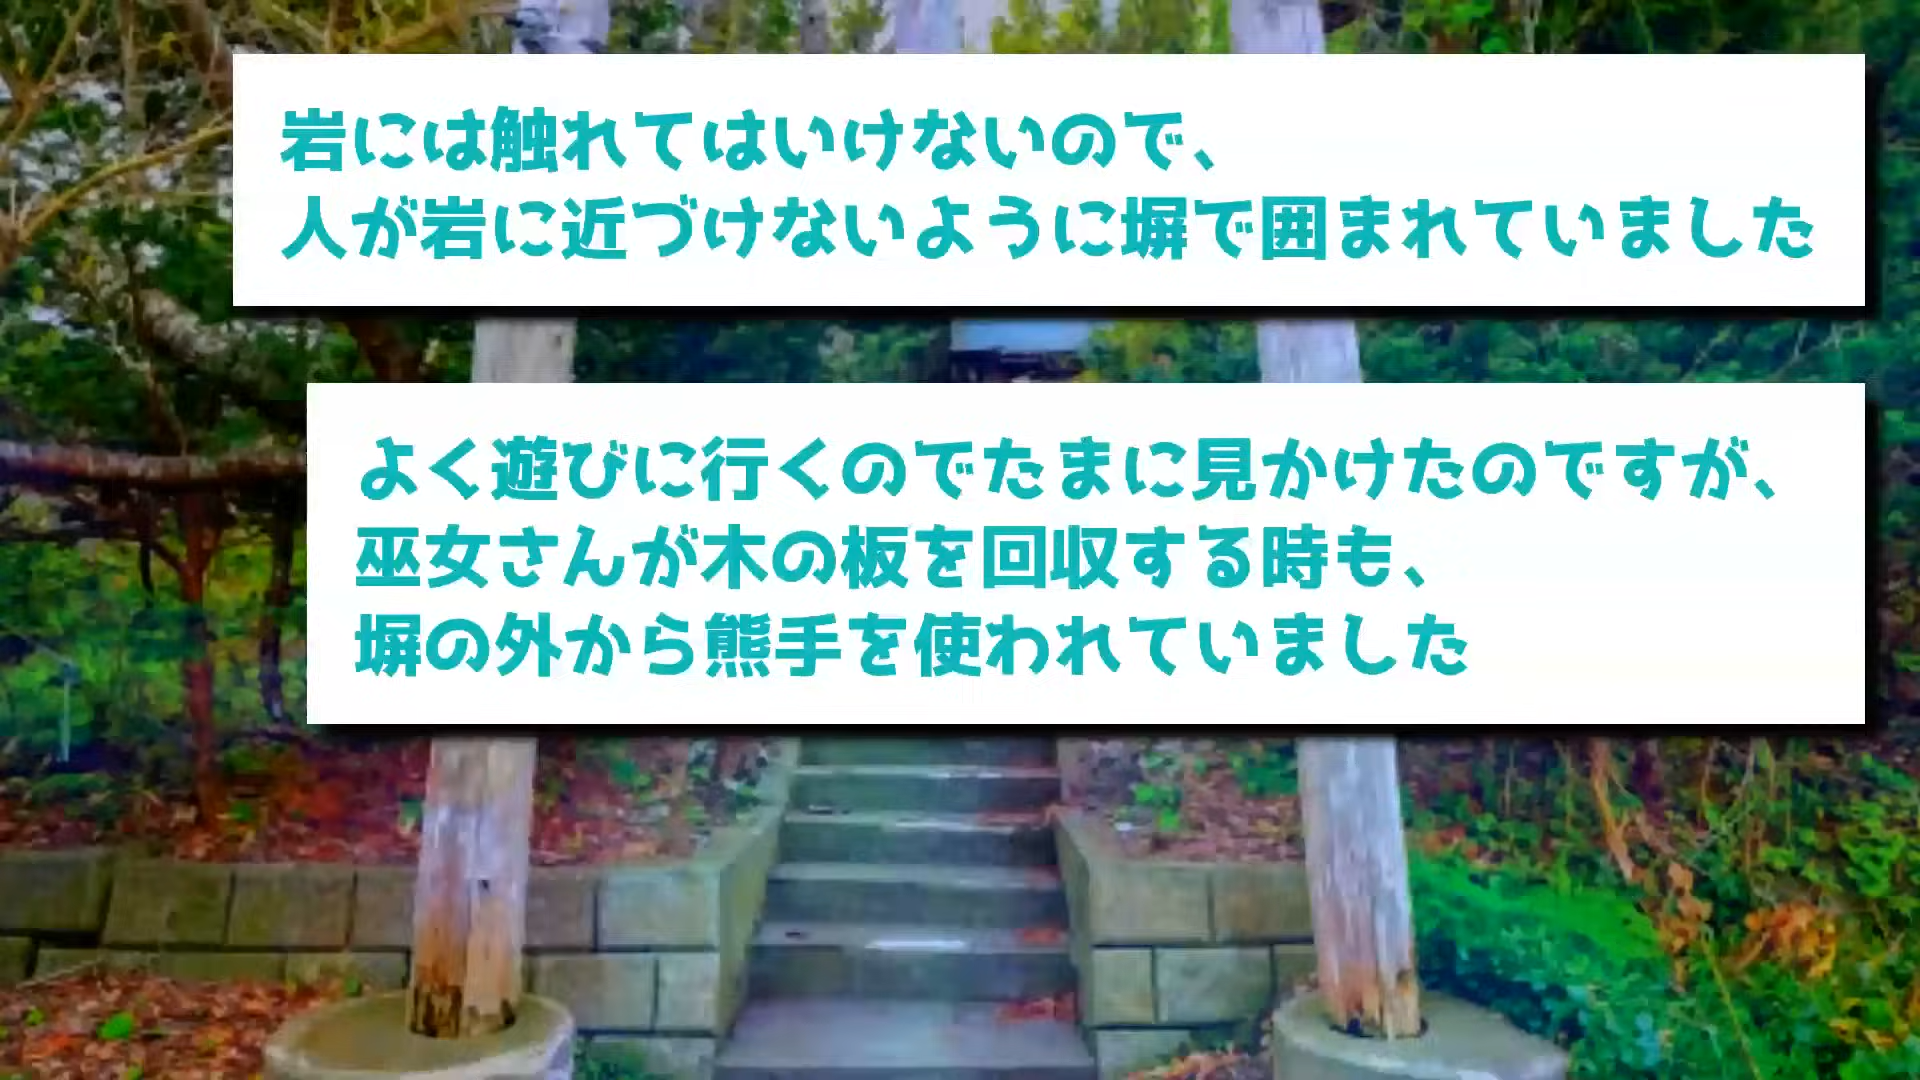 岩には触れてはいけないので、
人が岩に近づけないように塀で囲まれていました
よく遊びに行くのでたまに見かけたのですが、
巫女さんが木の板を回収する時も、
塀の外から熊手を使われていました